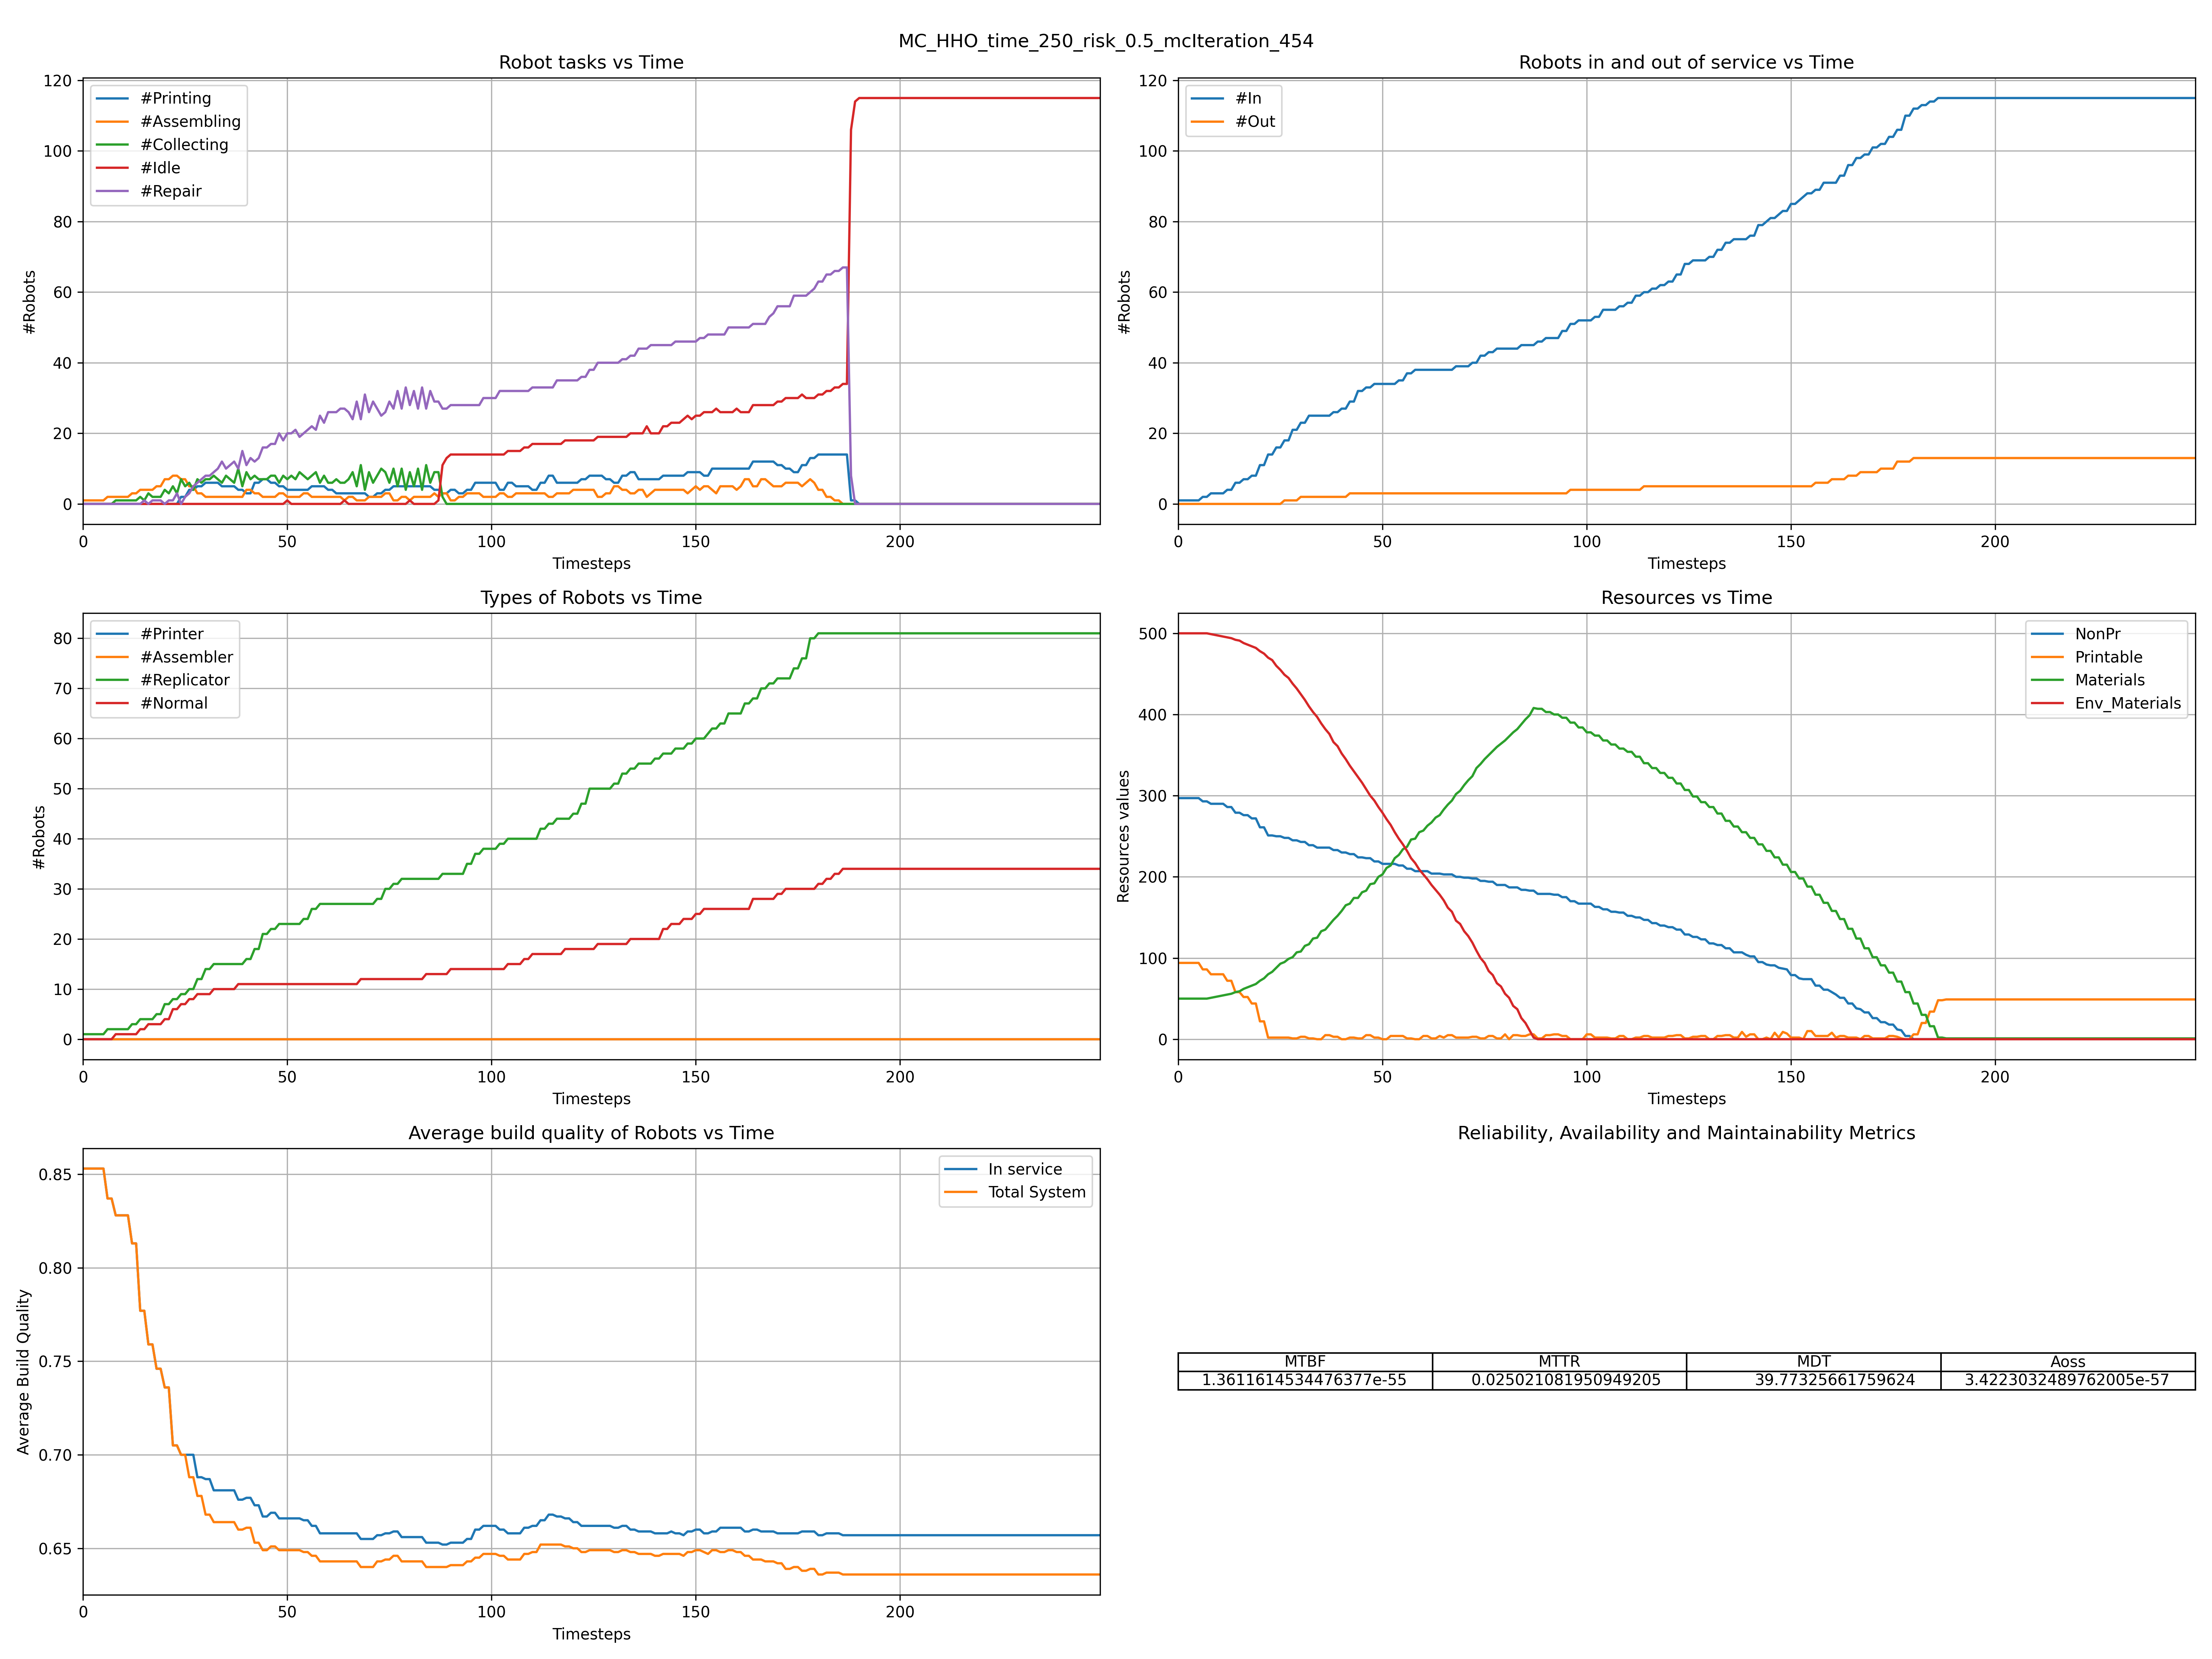 MC_HHO_time_250_risk_0.5_mcIteration_454
Robot tasks vs Time
#Robots
120
100
80
60
40
20
0
#Printing
#Assembling
#Collecting
#Idle
#Repair
0 50 100 150 200
Timesteps
Robots in and out of service vs Time
#Robots
120
100
80
60
40
20
0
#In
#Out
0 50 100 150 200
Timesteps
Types of Robots vs Time
#Robots
80
70
60
50
40
30
20
10
0
#Printer
#Assembler
#Replicator
#Normal
0 50 100 150 200
Timesteps
Resources vs Time
Resources values
500
400
300
200
100
0
NonPr
Printable
Materials
Env_Materials
0 50 100 150 200
Timesteps
Average build quality of Robots vs Time
Average Build Quality
0.85
0.80
0.75
0.70
0.65
In service
Total System
0 50 100 150 200
Timesteps
Reliability, Availability and Maintainability Metrics
MTBF MTTR MDT Aoss
1.3611614534476377e-55 0.025021081950949205 39.77325661759624 3.4223032489762005e-57